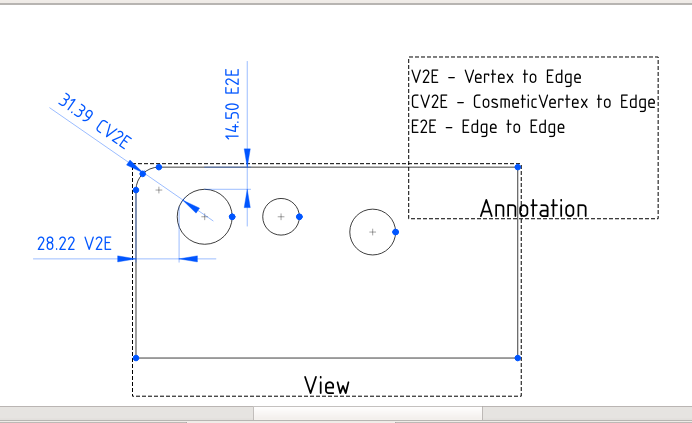 V2E - Vertex to Edge
CV2E - CosmeticVertex to Edge
E2E - Edge to Edge
Annotation
31.39 CV2E
14.50 E2E
28.22 V2E
View